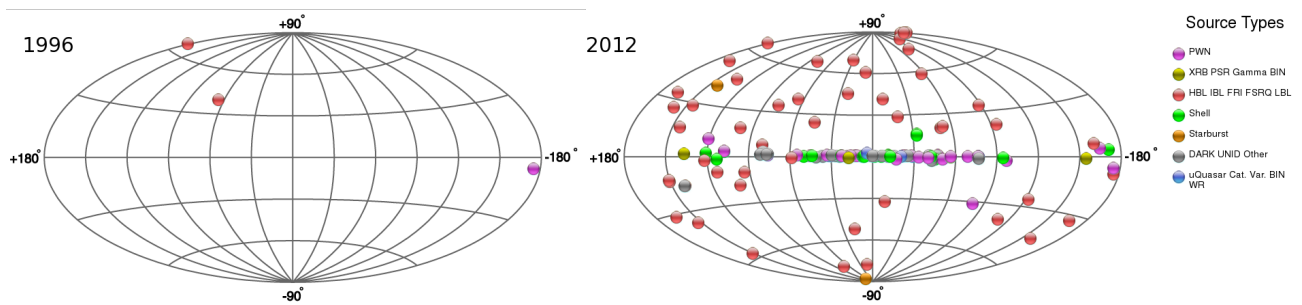 1996
+90°
+180°
-180°
-90°
2012
+90°
+180°
-180°
-90°
Source Types
PWN
XRB PSR Gamma BIN
HBL IBL FRI FSRQ LBL
Shell
Starburst
DARK UNID Other
uQuasar Cat. Var. BIN
WR